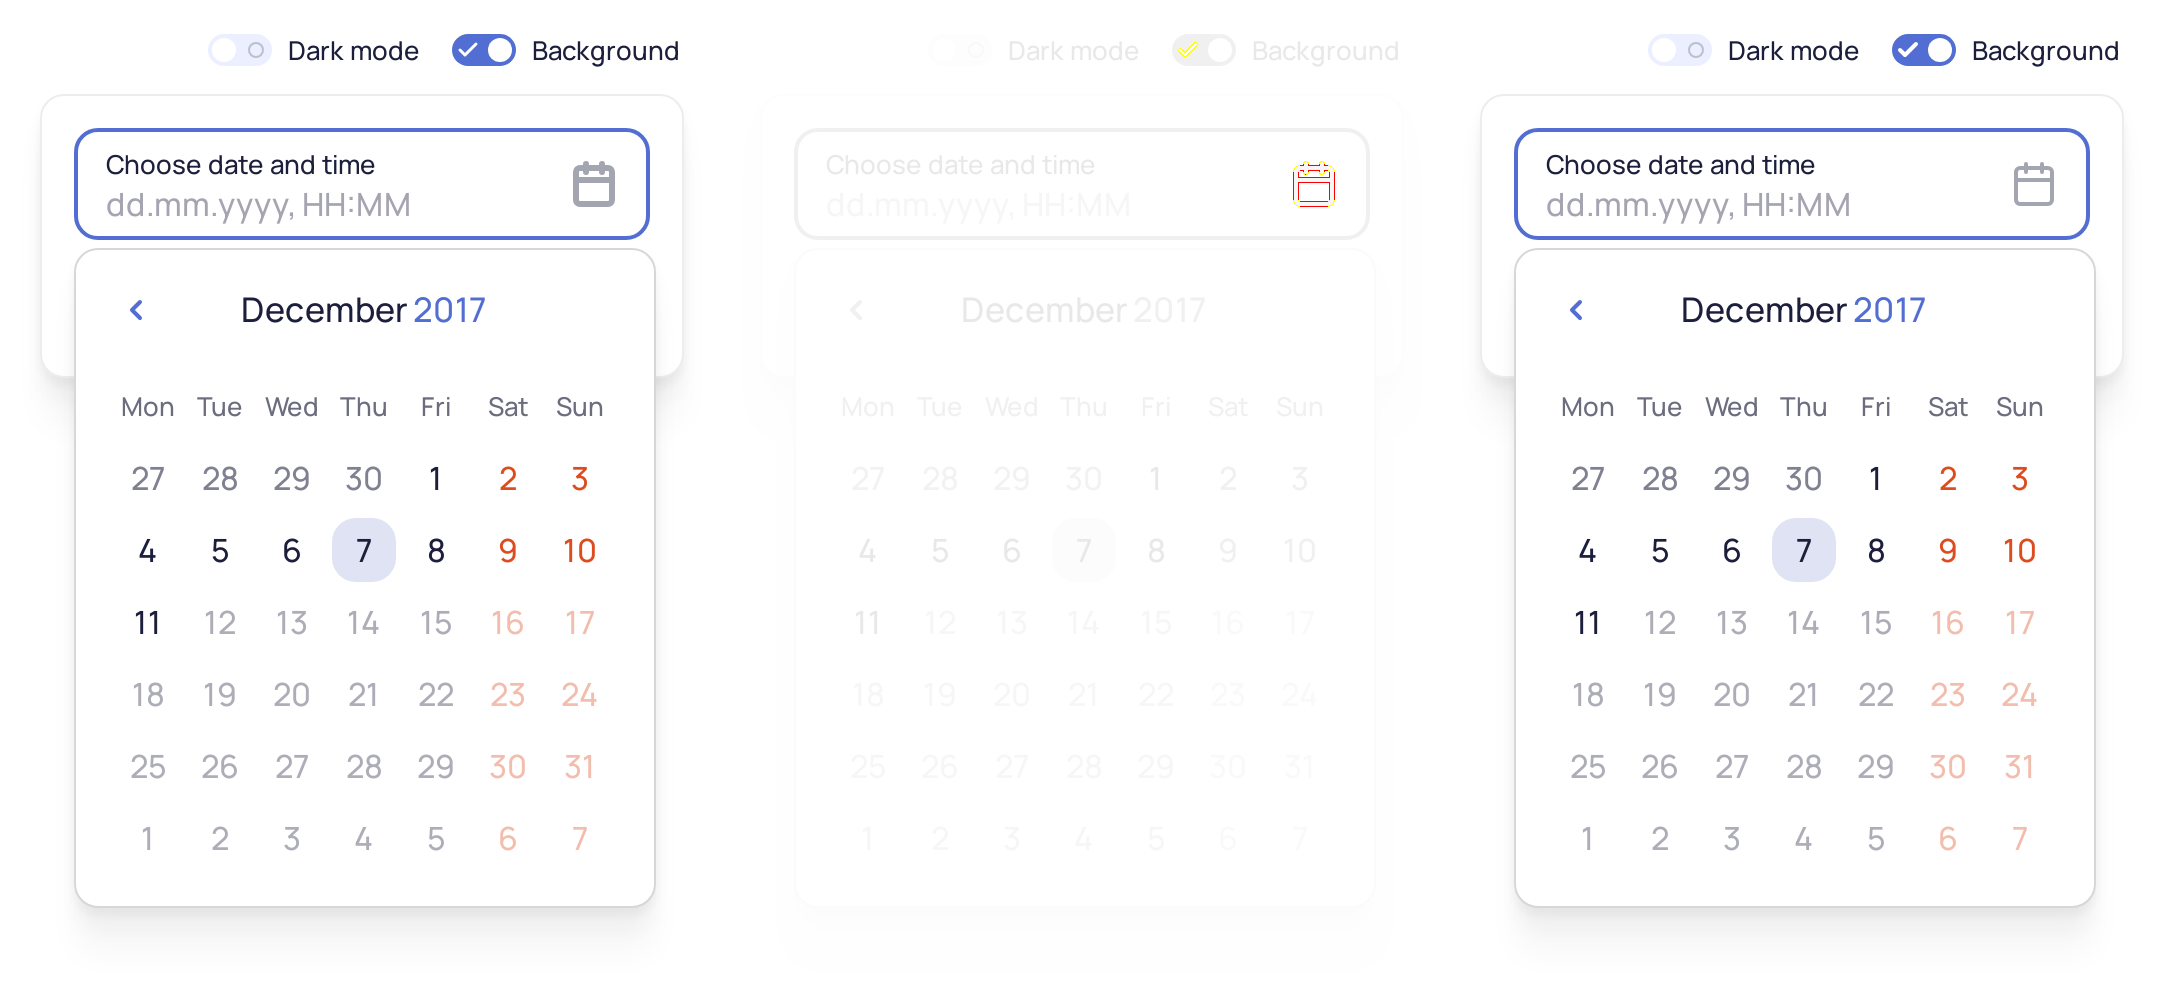 Dark mode Background
Choose date and time
dd.mm.yyyy, HH:MM
December 2017
Mon Tue Wed Thu Fri Sat Sun
27 28 29 30 1 2 3
4 5 6 7 8 9 10
11 12 13 14 15 16 17
18 19 20 21 22 23 24
25 26 27 28 29 30 31
1 2 3 4 5 6 7
Dark mode Background
Choose date and time
dd.mm.yyyy, HH:MM
December 2017
Mon Tue Wed Thu Fri Sat Sun
27 28 29 30 1 2 3
4 5 6 7 8 9 10
11 12 13 14 15 16 17
18 19 20 21 22 23 24
25 26 27 28 29 30 31
1 2 3 4 5 6 7
Dark mode Background
Choose date and time
dd.mm.yyyy, HH:MM
December 2017
Mon Tue Wed Thu Fri Sat Sun
27 28 29 30 1 2 3
4 5 6 7 8 9 10
11 12 13 14 15 16 17
18 19 20 21 22 23 24
25 26 27 28 29 30 31
1 2 3 4 5 6 7